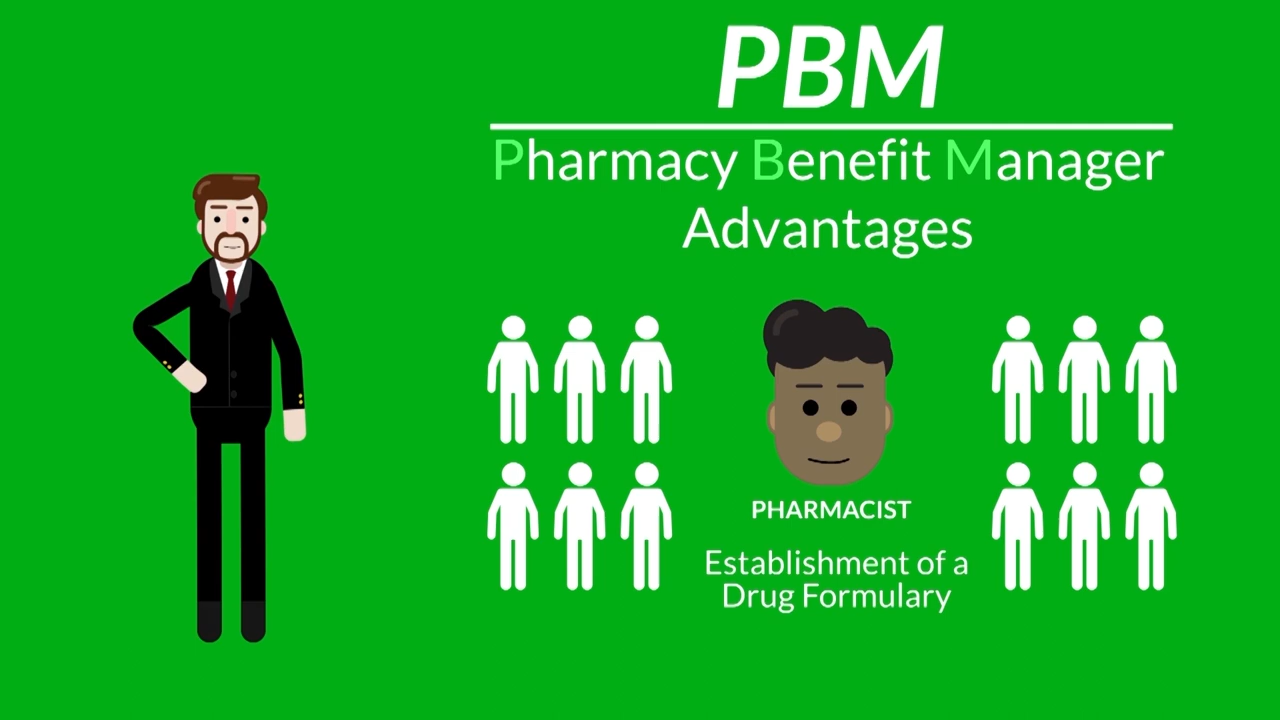 PBM
Pharmacy Benefit Manager
Advantages
PHARMACIST
Establishment of a
Drug Formulary